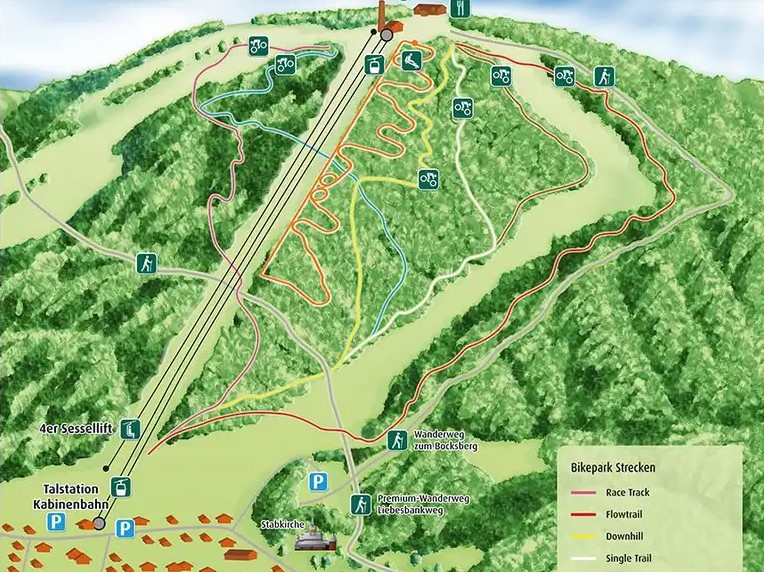 4er Sessellift
Talstation
Kabinenbahn
P
P
P
Wanderweg
zum Bocksberg
Premium-Wanderweg
Liebesbankweg
Stabkirche
Bikepark Strecken
Race Track
Flowtrail
Downhill
Single Trail